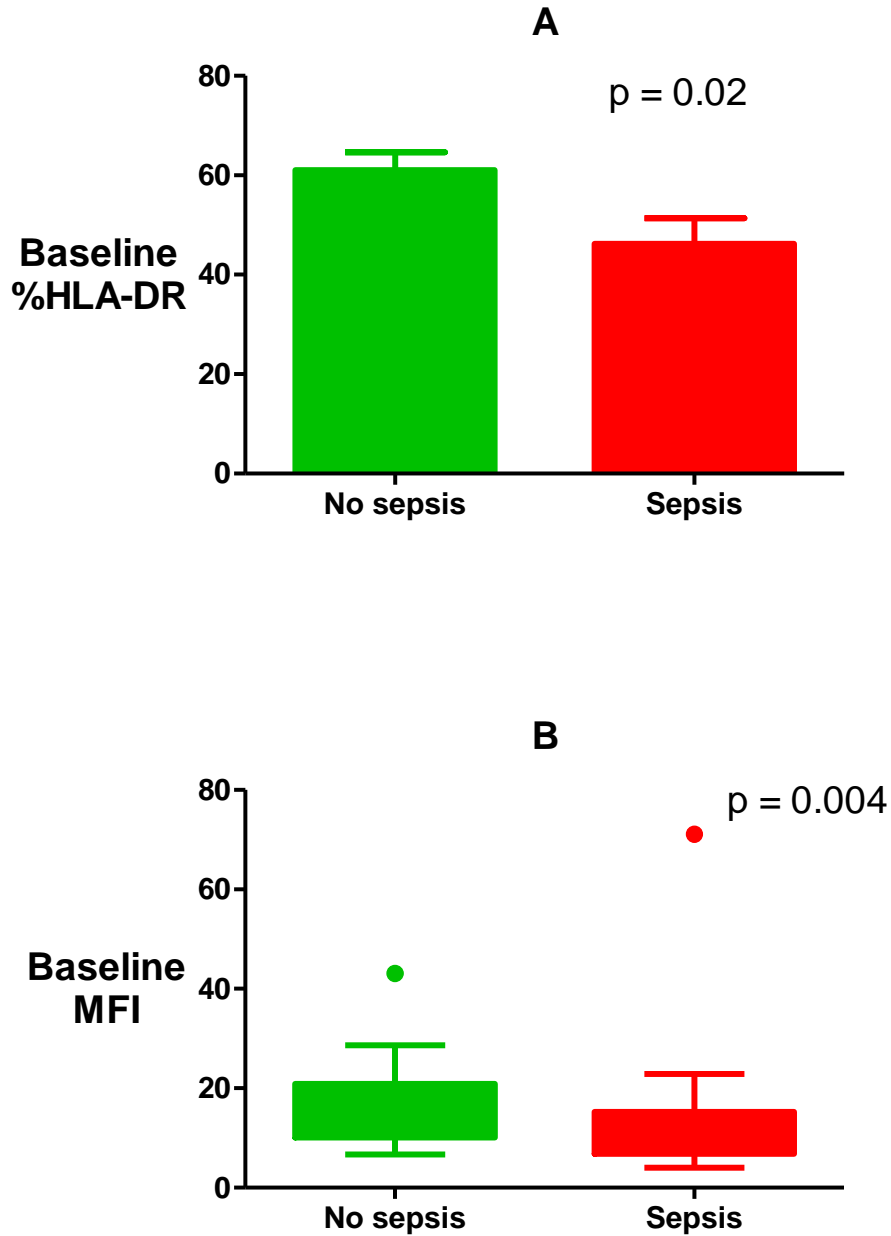 A
p = 0.02
80
60
40
20
0
Baseline
%HLA-DR
No sepsis
Sepsis
B
p = 0.004
80
60
40
20
0
Baseline
MFI
No sepsis
Sepsis